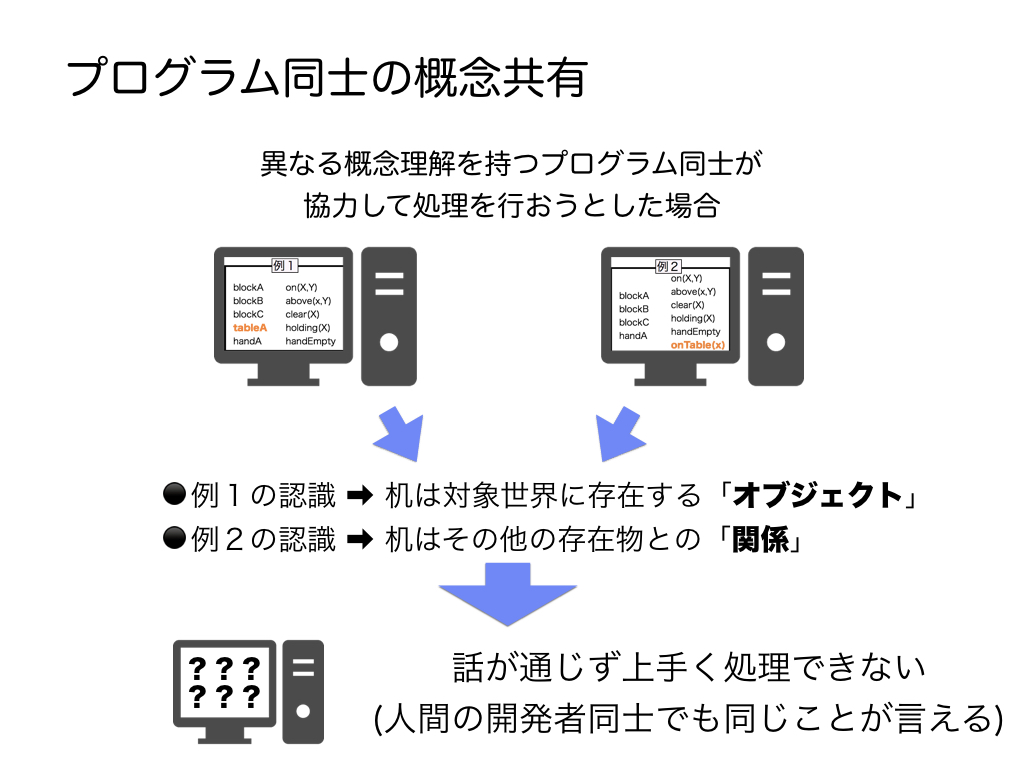 プログラム同士の概念共有
異なる概念理解を持つプログラム同士が
協力して処理を行おうとした場合
例1
blockA on(X,Y)
blockB above(x,Y)
blockC clear(X)
tableA holding(X)
handA handEmpty
例2
blockA
blockB
blockC
handA
on(X,Y)
above(x,Y)
clear(X)
holding(X)
handEmpty
onTable(x)
●例1の認識 ➡ 机は対象世界に存在する「オブジェクト」
●例2の認識 ➡ 机はその他の存在物との「関係」
???
???
話が通じず上手く処理できない
(人間の開発者同士でも同じことが言える)